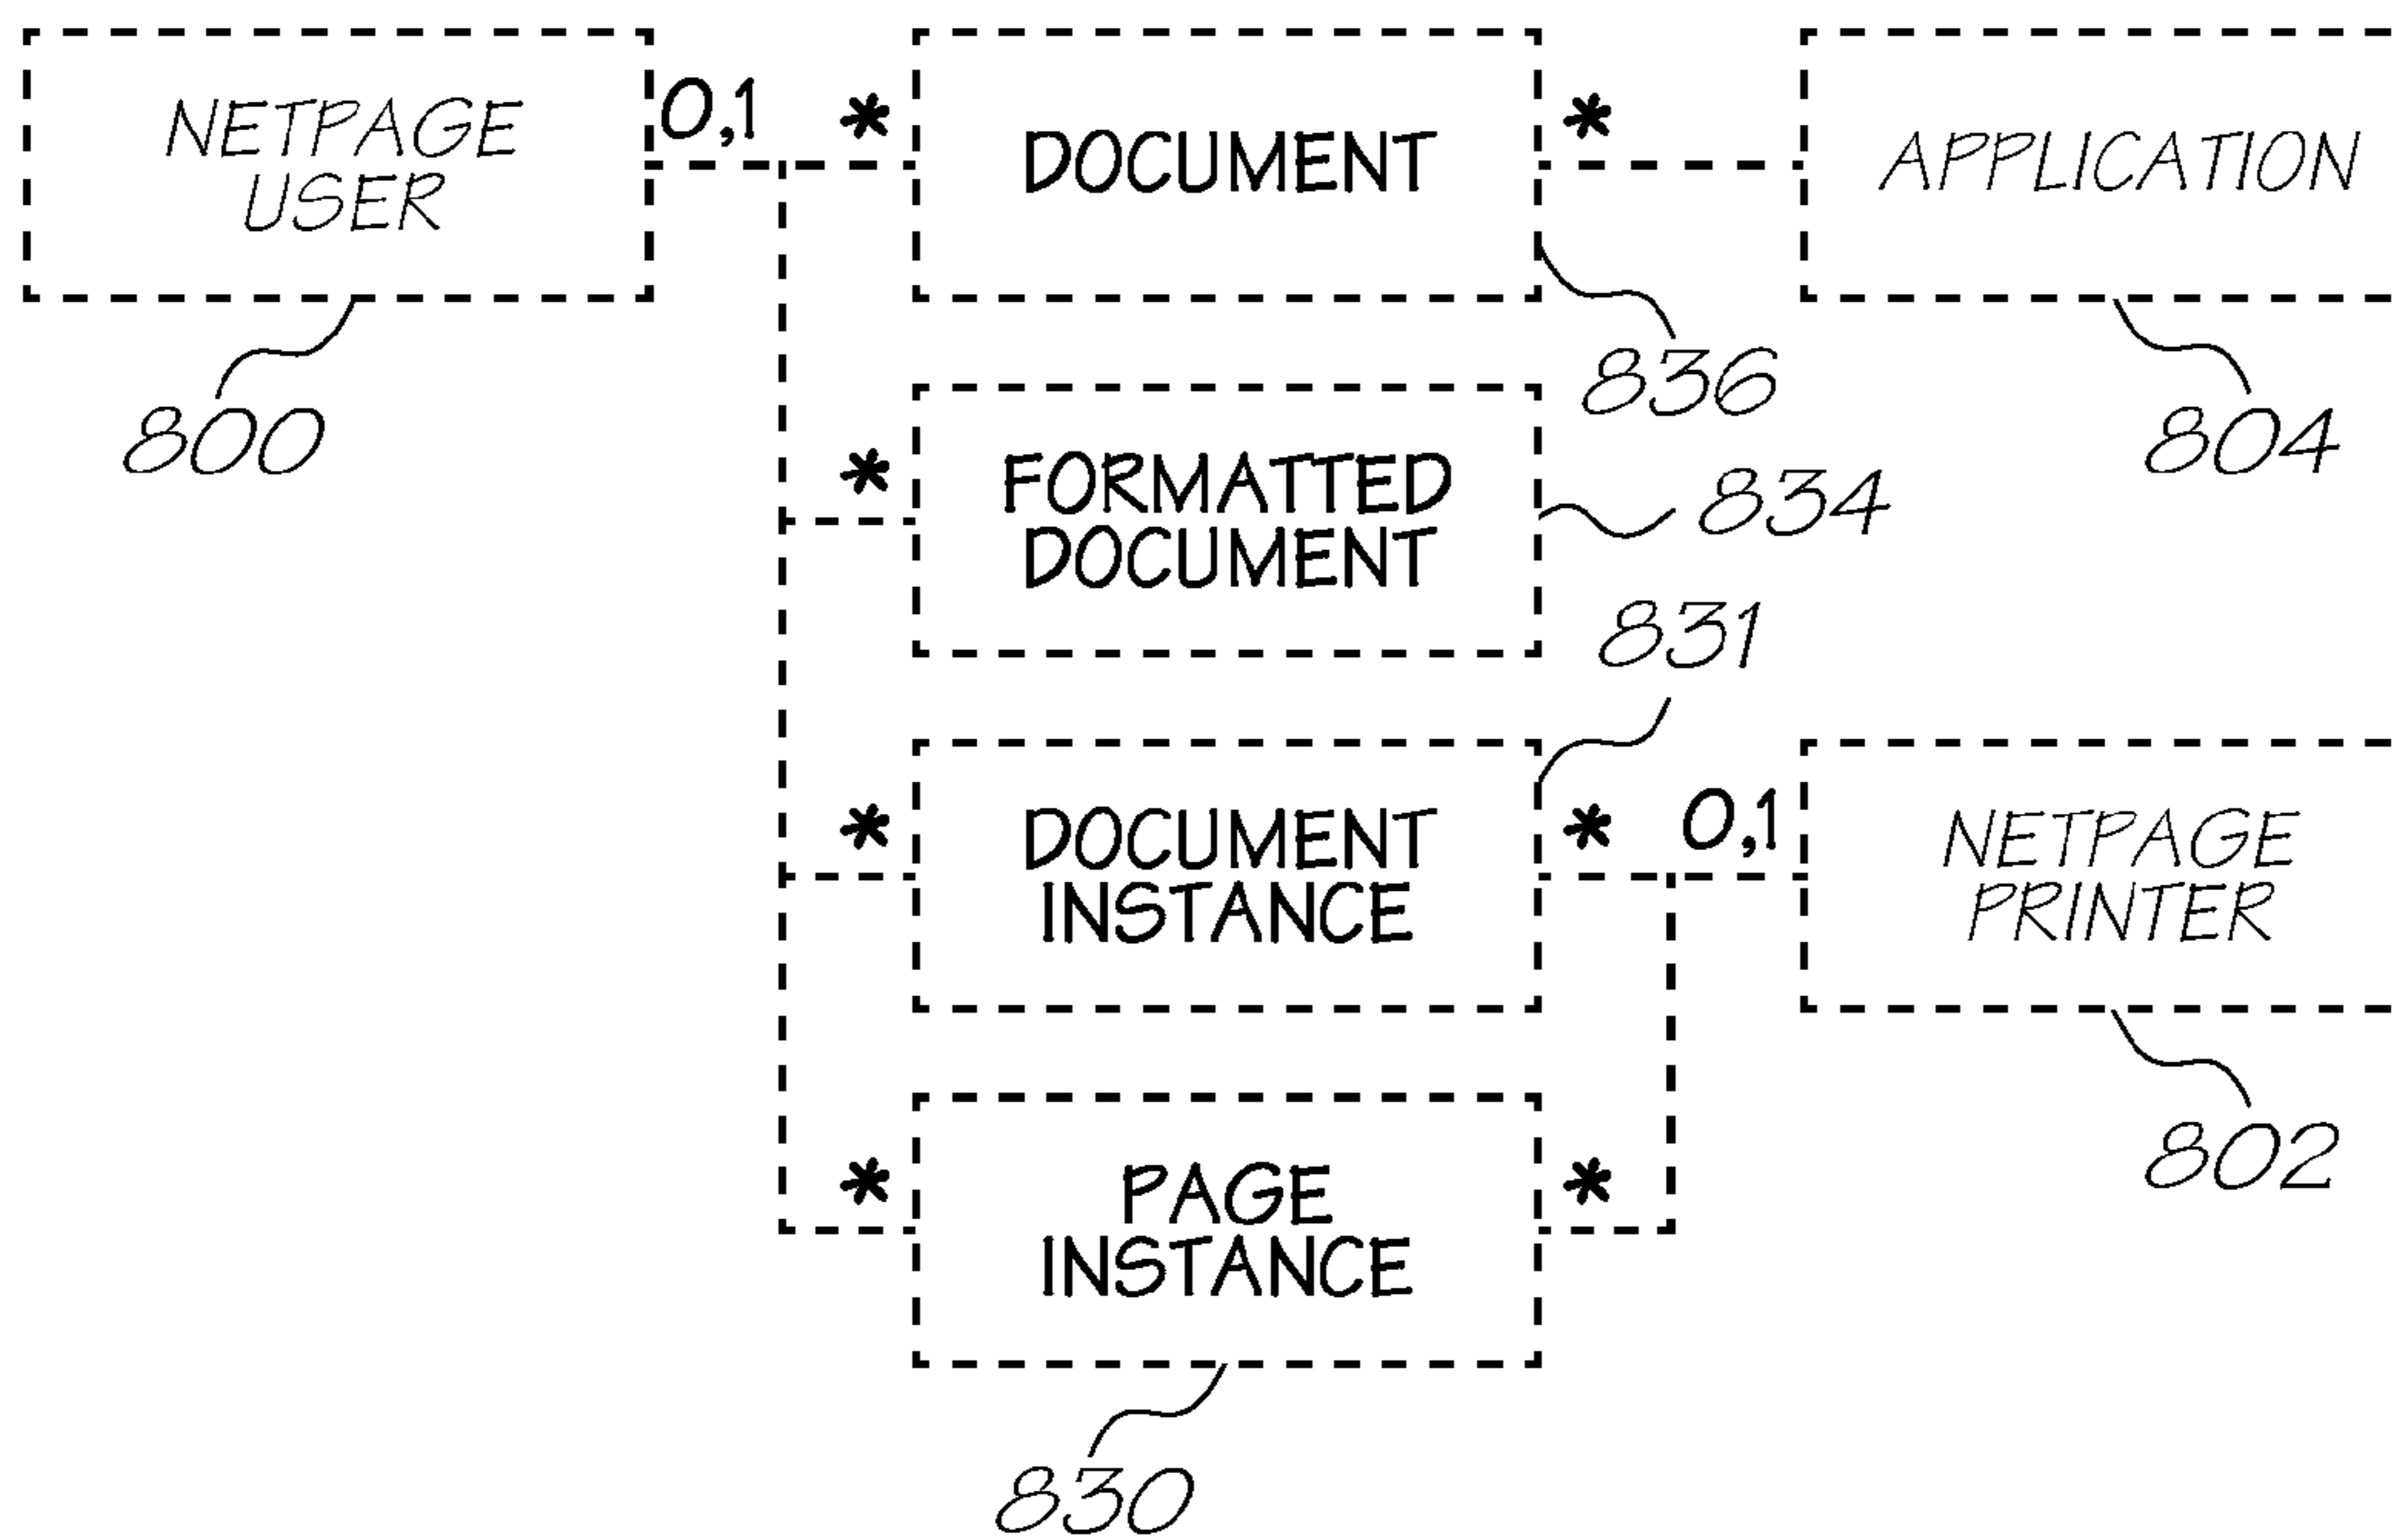 NETPAGE
USER
0,1
*
DOCUMENT
*
APPLICATION
800
836
804
*
FORMATTED
DOCUMENT
834
831
*
DOCUMENT
INSTANCE
*
0,1
NETPAGE
PRINTER
802
*
PAGE
INSTANCE
*
830